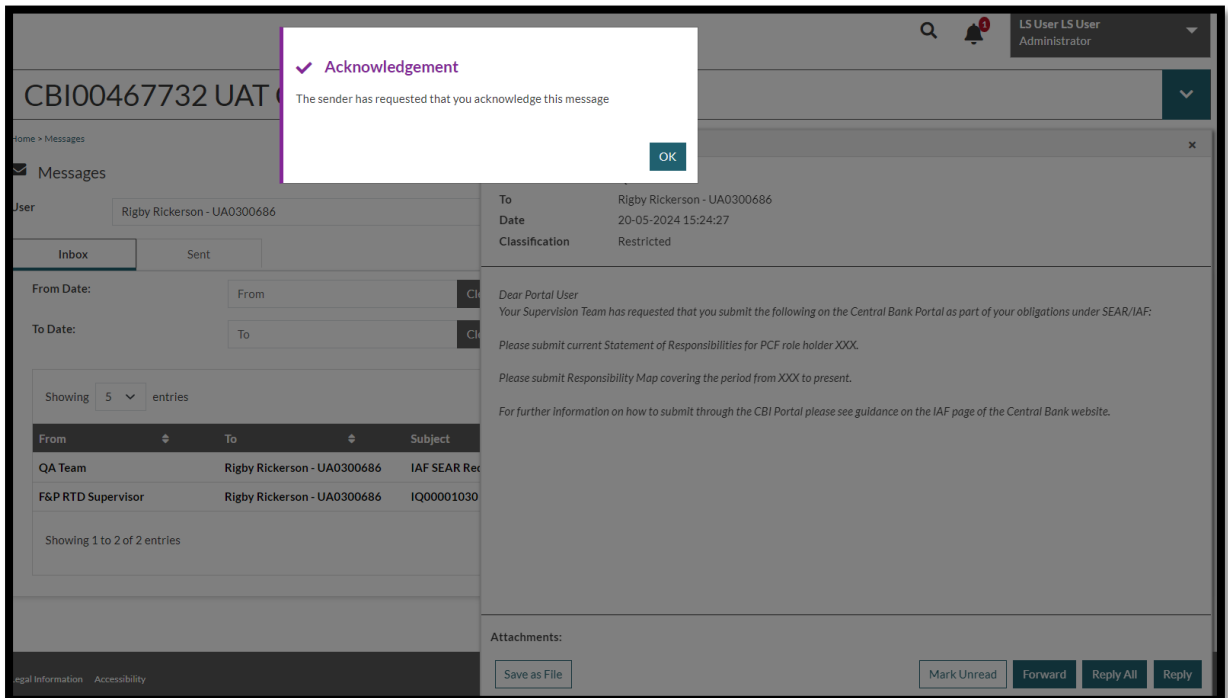 1
LS User LS User
Administrator
Acknowledgement
The sender has requested that you acknowledge this message
OK
CBI00467732 UAT
Home > Messages
×
Messages
User
Rigby Rickerson - UA0300686
To
Rigby Rickerson - UA0300686
Date
20-05-2024 15:24:27
Classification
Restricted
Inbox
Sent
From Date:
From
To Date:
To
Showing 5 entries
From
To
Subject
QA Team
Rigby Rickerson - UA0300686
IAF SEAR Rec
F&P RTD Supervisor
Rigby Rickerson - UA0300686
IQ00001030
Showing 1 to 2 of 2 entries
Dear Portal User
Your Supervision Team has requested that you submit the following on the Central Bank Portal as part of your obligations under SEAR/IAF:
Please submit current Statement of Responsibilities for PCF role holder XXX.
Please submit Responsibility Map covering the period from XXX to present.
For further information on how to submit through the CBI Portal please see guidance on the IAF page of the Central Bank website.
Attachments:
Save as File
Mark Unread
Forward
Reply All
Reply
Legal Information Accessibility